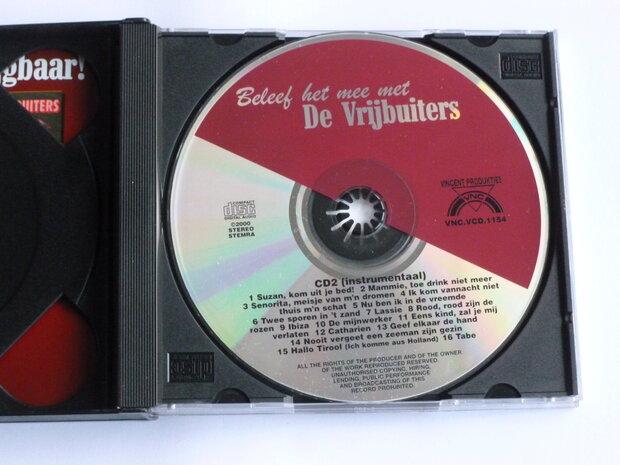 gbaar!
UITERS
Beleef het mee met
De Vrijbuiters
COMPACT
disc
DIGITAL AUDIO
©2000
STEREO
STEMRA
VINCENT PRODUKTIES
VNC
VNC.VCD.1154
CD2 (instrumentaal)
1 Suzan, kom uit je bed! 2 Mammie, toe drink niet meer
3 Senorita, meisje van m'n dromen 4 Ik kom vannacht niet
thuis m'n schat 5 Nu ben ik in de vreemde
6 Twee sporen in 't zand 7 Lassie 8 Rood, rood zijn de
rozen 9 Ibiza 10 De mijnwerker 11 Eens kind, zal je mij
verlaten 12 Catharien 13 Geef elkaar de hand
14 Nooit vergeet een zeeman zijn gezin
15 Hallo Tirool (Ich komme aus Holland) 16 Tabe
ALL THE RIGHTS OF THE PRODUCER AND OF THE OWNER
OF THE WORK REPRODUCED RESERVED.
UNAUTHORISED COPYING, HIRING,
LENDING, PUBLIC PERFORMANCE
AND BROADCASTING OF THIS
RECORD PROHIBITED.
disc
disc